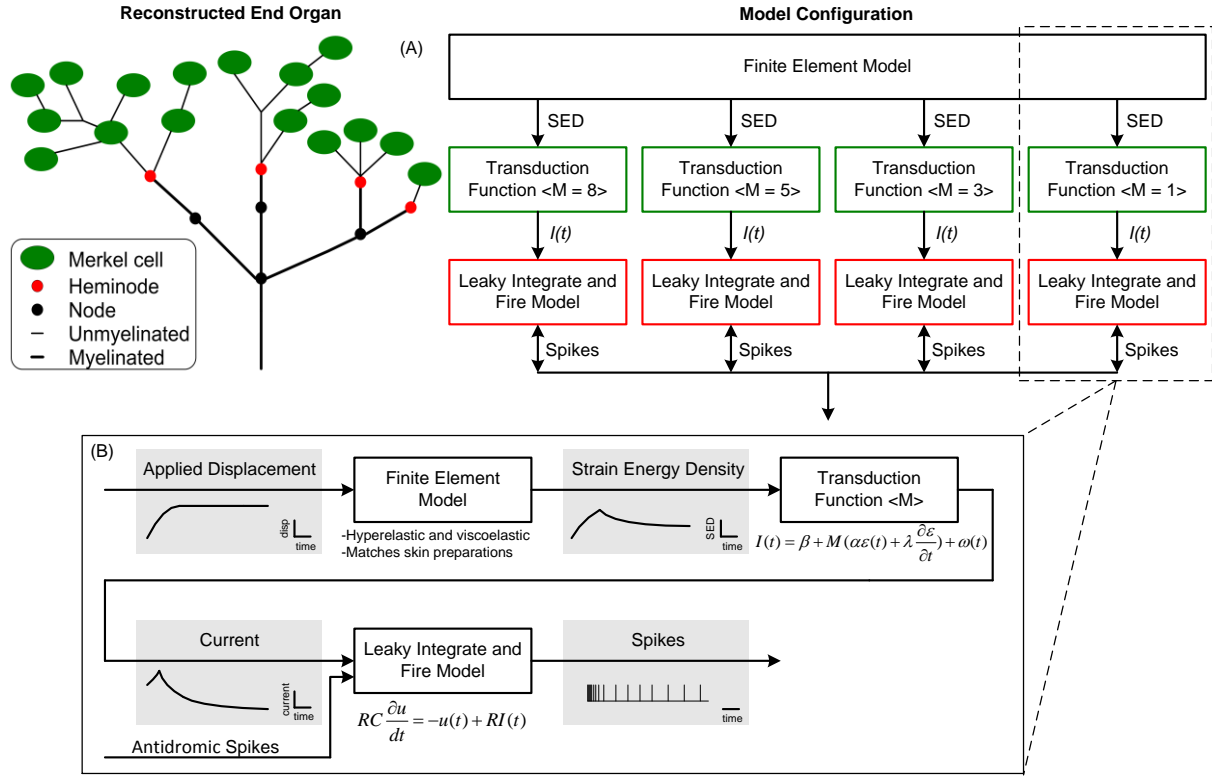 Reconstructed End Organ
Model Configuration
(A)
Finite Element Model
SED
SED
SED
SED
Transduction
Function <M = 8>
Transduction
Function <M = 5>
Transduction
Function <M = 3>
Transduction
Function <M = 1>
I(t)
I(t)
I(t)
I(t)
Leaky Integrate and
Fire Model
Leaky Integrate and
Fire Model
Leaky Integrate and
Fire Model
Leaky Integrate and
Fire Model
Spikes
Spikes
Spikes
Spikes
Merkel cell
Heminode
Node
Unmyelinated
Myelinated
(B)
Applied Displacement
disp
time
Finite Element
Model
-Hyperelastic and viscoelastic
-Matches skin preparations
Strain Energy Density
SED
time
Transduction
Function <M>
I(t) = β + M(αε(t) + λ ∂ε/∂t) + ω(t)
Current
current
time
Leaky Integrate and
Fire Model
RC ∂u/dt = −u(t) + RI(t)
Spikes
time
Antidromic Spikes